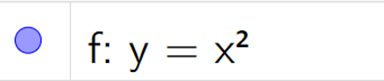 f: y = x²